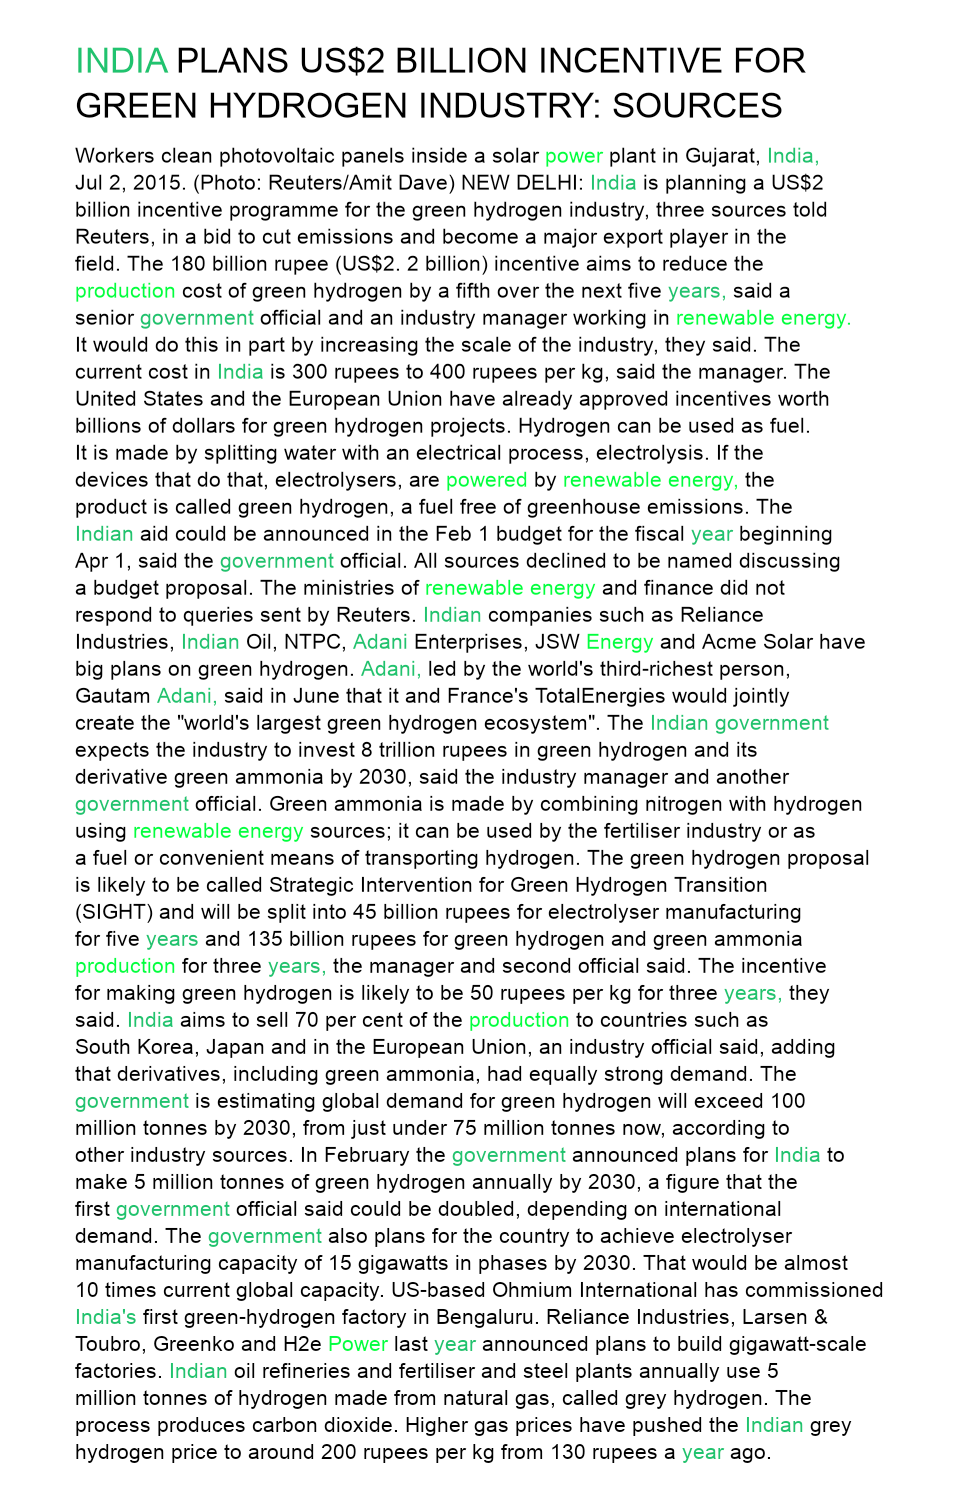 INDIA PLANS US$2 BILLION INCENTIVE FOR
GREEN HYDROGEN INDUSTRY: SOURCES
Workers clean photovoltaic panels inside a solar power plant in Gujarat, India,
Jul 2, 2015. (Photo: Reuters/Amit Dave) NEW DELHI: India is planning a US$2
billion incentive programme for the green hydrogen industry, three sources told
Reuters, in a bid to cut emissions and become a major export player in the
field. The 180 billion rupee (US$2. 2 billion) incentive aims to reduce the
production cost of green hydrogen by a fifth over the next five years, said a
senior government official and an industry manager working in renewable energy.
It would do this in part by increasing the scale of the industry, they said. The
current cost in India is 300 rupees to 400 rupees per kg, said the manager. The
United States and the European Union have already approved incentives worth
billions of dollars for green hydrogen projects. Hydrogen can be used as fuel.
It is made by splitting water with an electrical process, electrolysis. If the
devices that do that, electrolysers, are powered by renewable energy, the
product is called green hydrogen, a fuel free of greenhouse emissions. The
Indian aid could be announced in the Feb 1 budget for the fiscal year beginning
Apr 1, said the government official. All sources declined to be named discussing
a budget proposal. The ministries of renewable energy and finance did not
respond to queries sent by Reuters. Indian companies such as Reliance
Industries, Indian Oil, NTPC, Adani Enterprises, JSW Energy and Acme Solar have
big plans on green hydrogen. Adani, led by the world's third-richest person,
Gautam Adani, said in June that it and France's TotalEnergies would jointly
create the "world's largest green hydrogen ecosystem". The Indian government
expects the industry to invest 8 trillion rupees in green hydrogen and its
derivative green ammonia by 2030, said the industry manager and another
government official. Green ammonia is made by combining nitrogen with hydrogen
using renewable energy sources; it can be used by the fertiliser industry or as
a fuel or convenient means of transporting hydrogen. The green hydrogen proposal
is likely to be called Strategic Intervention for Green Hydrogen Transition
(SIGHT) and will be split into 45 billion rupees for electrolyser manufacturing
for five years and 135 billion rupees for green hydrogen and green ammonia
production for three years, the manager and second official said. The incentive
for making green hydrogen is likely to be 50 rupees per kg for three years, they
said. India aims to sell 70 per cent of the production to countries such as
South Korea, Japan and in the European Union, an industry official said, adding
that derivatives, including green ammonia, had equally strong demand. The
government is estimating global demand for green hydrogen will exceed 100
million tonnes by 2030, from just under 75 million tonnes now, according to
other industry sources. In February the government announced plans for India to
make 5 million tonnes of green hydrogen annually by 2030, a figure that the
first government official said could be doubled, depending on international
demand. The government also plans for the country to achieve electrolyser
manufacturing capacity of 15 gigawatts in phases by 2030. That would be almost
10 times current global capacity. US-based Ohmium International has commissioned
India's first green-hydrogen factory in Bengaluru. Reliance Industries, Larsen &
Toubro, Greenko and H2e Power last year announced plans to build gigawatt-scale
factories. Indian oil refineries and fertiliser and steel plants annually use 5
million tonnes of hydrogen made from natural gas, called grey hydrogen. The
process produces carbon dioxide. Higher gas prices have pushed the Indian grey
hydrogen price to around 200 rupees per kg from 130 rupees a year ago.